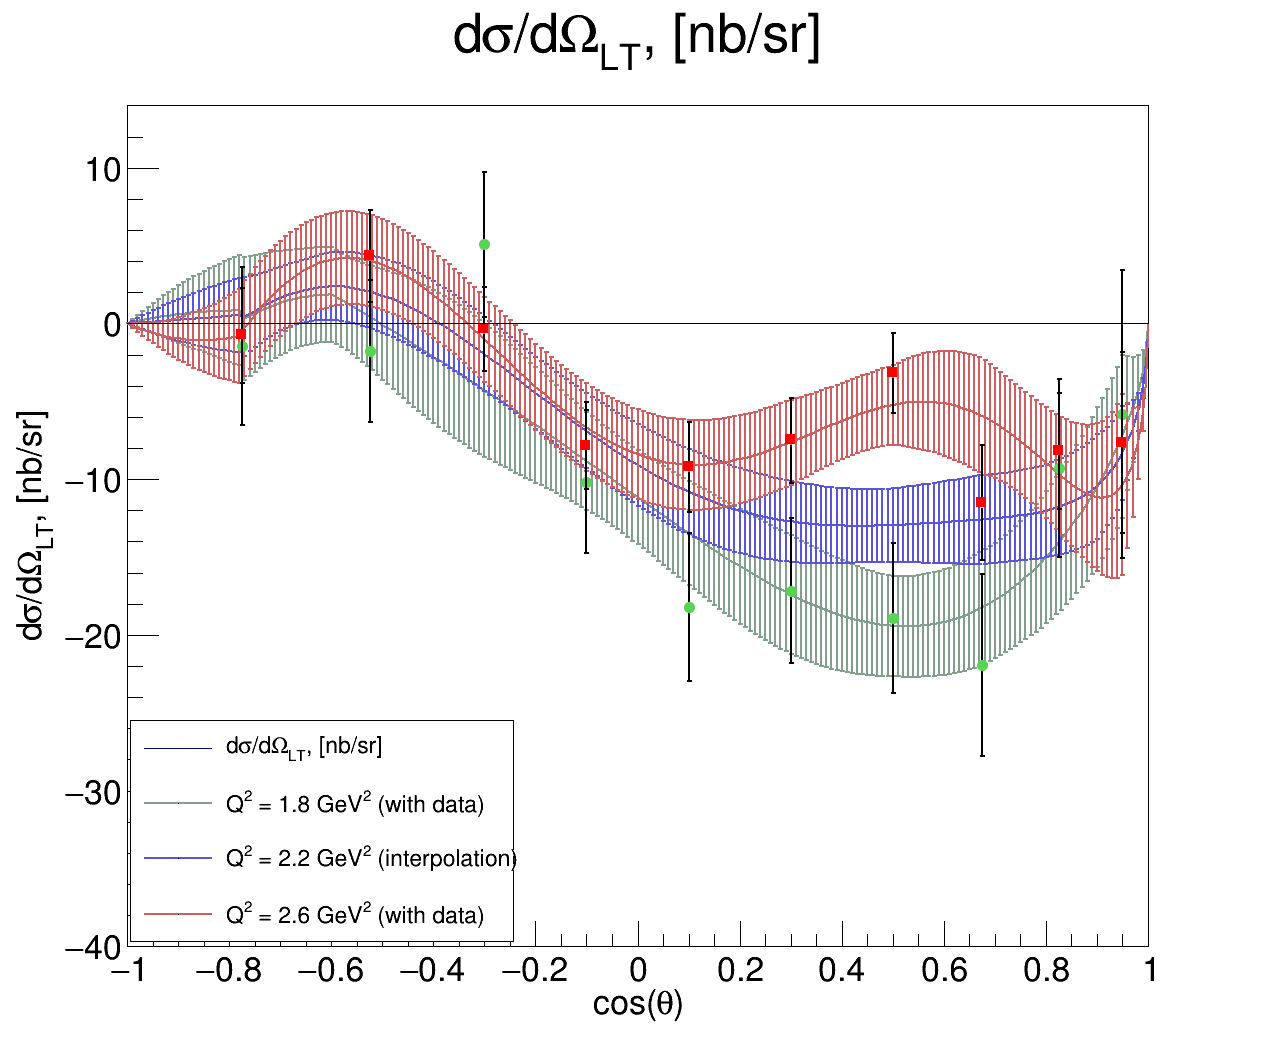 dσ/dΩ_LT, [nb/sr]
dσ/dΩ_LT, [nb/sr]
10
0
−10
−20
−30
−40
dσ/dΩ_LT, [nb/sr]
Q² = 1.8 GeV² (with data)
Q² = 2.2 GeV² (interpolation)
Q² = 2.6 GeV² (with data)
−1 −0.8 −0.6 −0.4 −0.2 0 0.2 0.4 0.6 0.8 1
cos(θ)